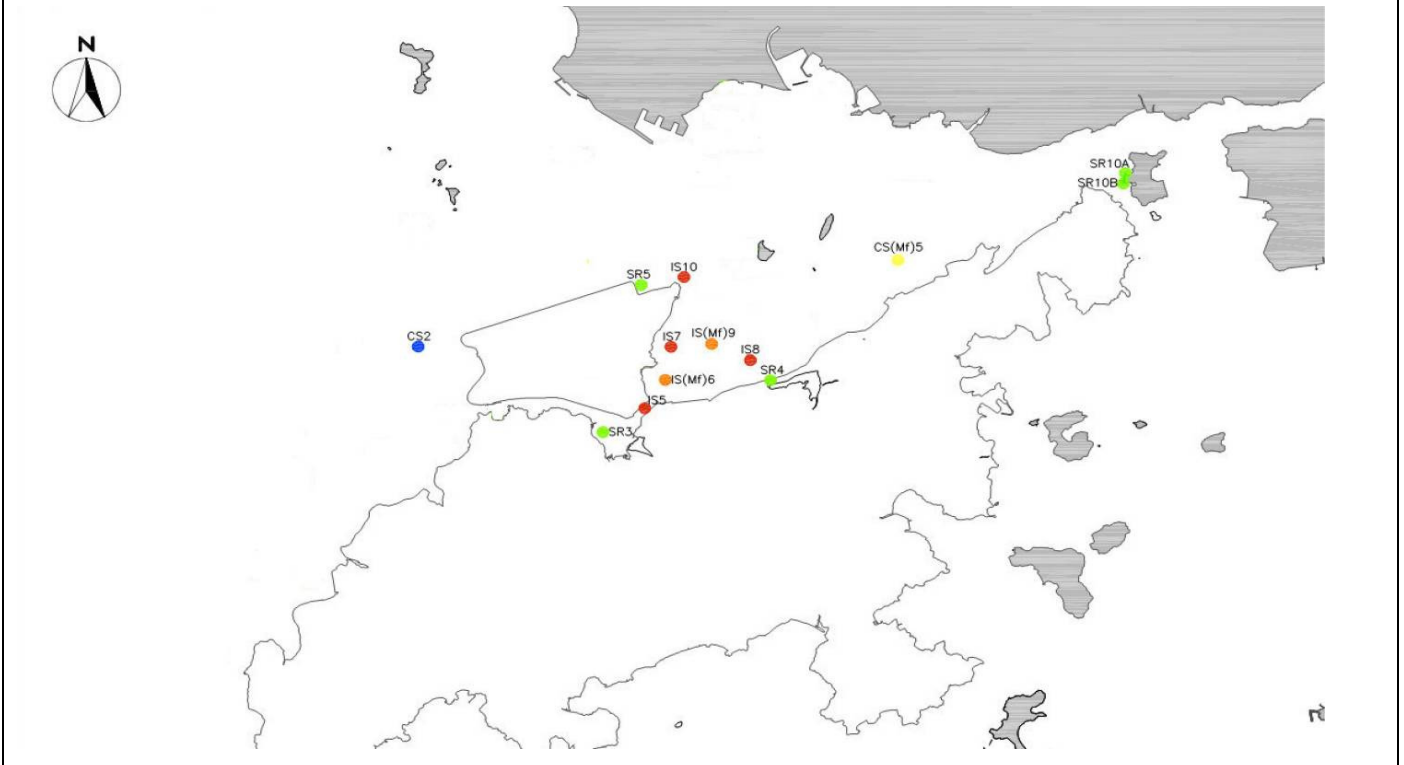 N
SR10A
SR10B
CS(Mf)5
IS10
SR5
CS2
IS7
IS(Mf)9
IS8
SR4
IS(Mf)6
IS5
SR3